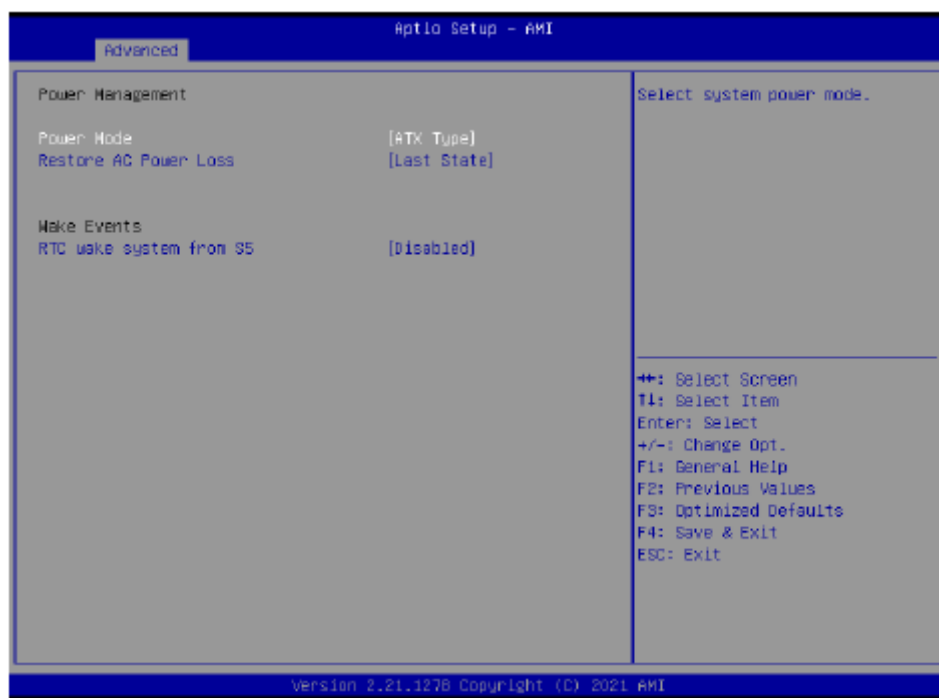 Aptio Setup - AMI
Advanced
Power Management
Power Mode [ATX Type]
Restore AC Power Loss [Last State]
Wake Events
RTC wake system from S5 [Disabled]
Select system power mode.
→←: Select Screen
↑↓: Select Item
Enter: Select
+/-: Change Opt.
F1: General Help
F2: Previous Values
F3: Optimized Defaults
F4: Save & Exit
ESC: Exit
Version 2.21.1278 Copyright (C) 2021 AMI